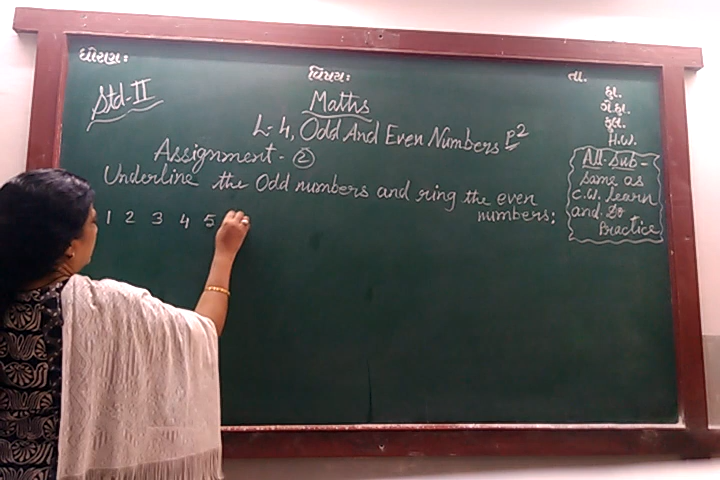 ધોરણઃ
વિષયઃ
તા.
Std-II
Maths
L-4, Odd And Even Numbers P2
Assignment - 2
Underline the Odd numbers and ring the even
numbers:
1 2 3 4 5
કુ.
ગે.હા.
કુલ.
H.W.
All-Sub
Same as
C.W. Learn
and Do
Practice